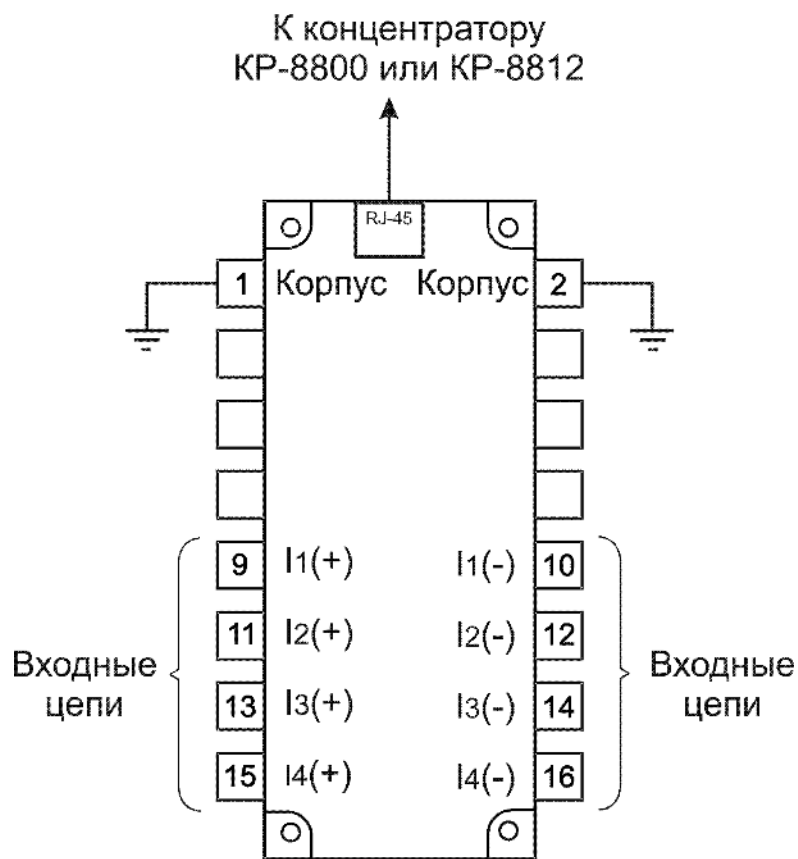 К концентратору
КР-8800 или КР-8812
RJ-45
1 Корпус Корпус 2
9 I1(+) I1(-) 10
11 I2(+) I2(-) 12
Входные
цепи
Входные
цепи
13 I3(+) I3(-) 14
15 I4(+) I4(-) 16